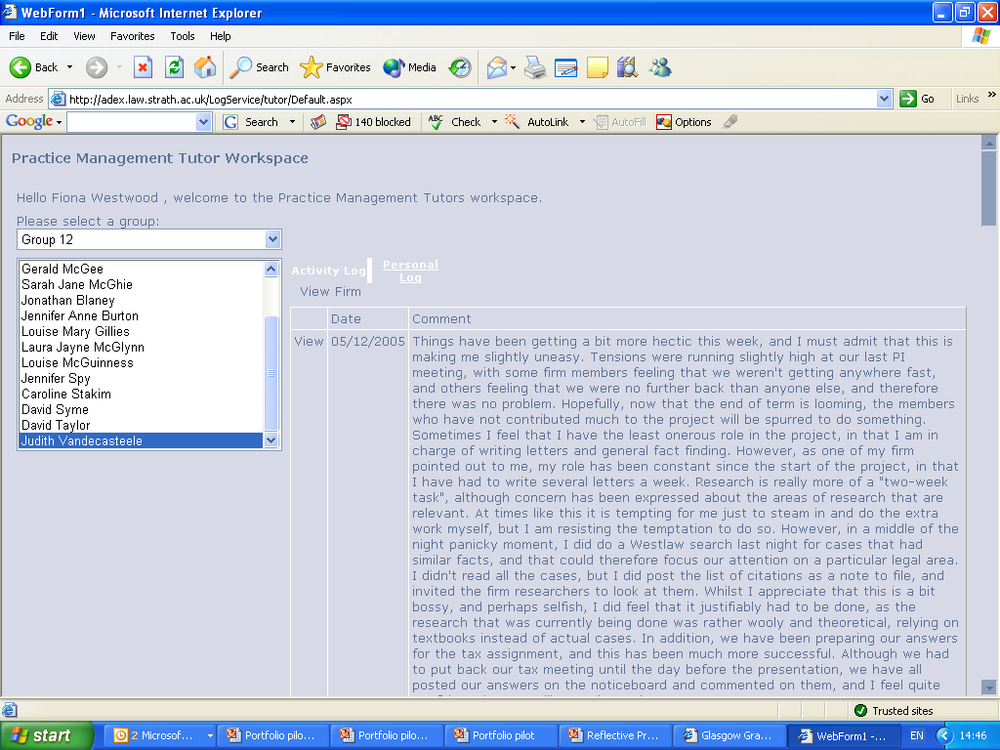 WebForm1 - Microsoft Internet Explorer
File Edit View Favorites Tools Help
Back Search Favorites Media
Address http://adex.law.strath.ac.uk/LogService/tutor/Default.aspx Go Links »
Google Search 140 blocked ABC Check AutoLink AutoFill Options
Practice Management Tutor Workspace
Hello Fiona Westwood , welcome to the Practice Management Tutors workspace.
Please select a group:
Group 12
Gerald McGee
Sarah Jane McGhie
Jonathan Blaney
Jennifer Anne Burton
Louise Mary Gillies
Laura Jayne McGlynn
Louise McGuinness
Jennifer Spy
Caroline Stakim
David Syme
David Taylor
Judith Vandecasteele
Activity Log
Personal
Log
View Firm
Date Comment
View 05/12/2005 Things have been getting a bit more hectic this week, and I must admit that this is
making me slightly uneasy. Tensions were running slightly high at our last PI
meeting, with some firm members feeling that we weren't getting anywhere fast,
and others feeling that we were no further back than anyone else, and therefore
there was no problem. Hopefully, now that the end of term is looming, the members
who have not contributed much to the project will be spurred to do something.
Sometimes I feel that I have the least onerous role in the project, in that I am in
charge of writing letters and general fact finding. However, as one of my firm
pointed out to me, my role has been constant since the start of the project, in that
I have had to write several letters a week. Research is really more of a "two-week
task", although concern has been expressed about the areas of research that are
relevant. At times like this it is tempting for me just to steam in and do the extra
work myself, but I am resisting the temptation to do so. However, in a middle of the
night panicky moment, I did do a Westlaw search last night for cases that had
similar facts, and that could therefore focus our attention on a particular legal area.
I didn't read all the cases, but I did post the list of citations as a note to file, and
invited the firm researchers to look at them. Whilst I appreciate that this is a bit
bossy, and perhaps selfish, I did feel that it justifiably had to be done, as the
research that was currently being done was rather wooly and theoretical, relying on
textbooks instead of actual cases. In addition, we have been preparing our answers
for the tax assignment, and this has been much more successful. Although we had
to put back our tax meeting until the day before the presentation, we have all
posted our answers on the noticeboard and commented on them, and I feel quite
Trusted sites
start 2 Microsof... Portfolio pilo... Portfolio pilo... Portfolio pilot Reflective Pr... Glasgow Gra... WebForm1 -... EN 14:46